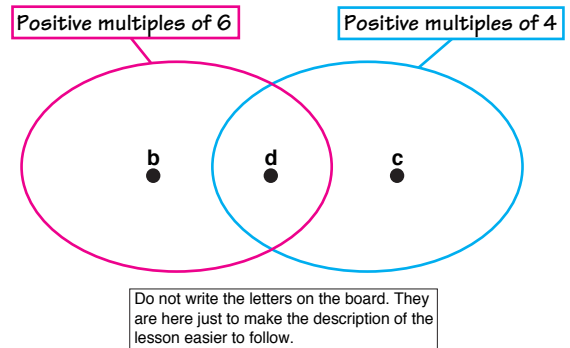 Positive multiples of 6
Positive multiples of 4
b
d
c
Do not write the letters on the board. They
are here just to make the description of the
lesson easier to follow.